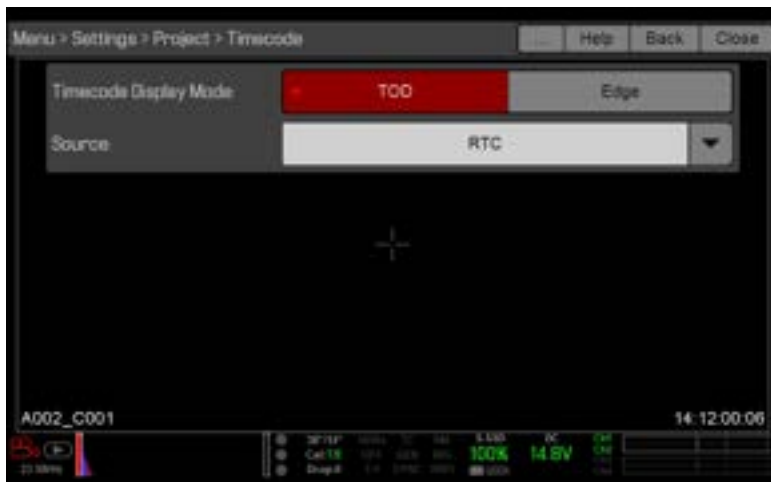 Menu > Settings > Project > Timecode
... Help Back Close
Timecode Display Mode TOD Edge
Source RTC
A002_C001 14:12:00:06
100% 14.8V